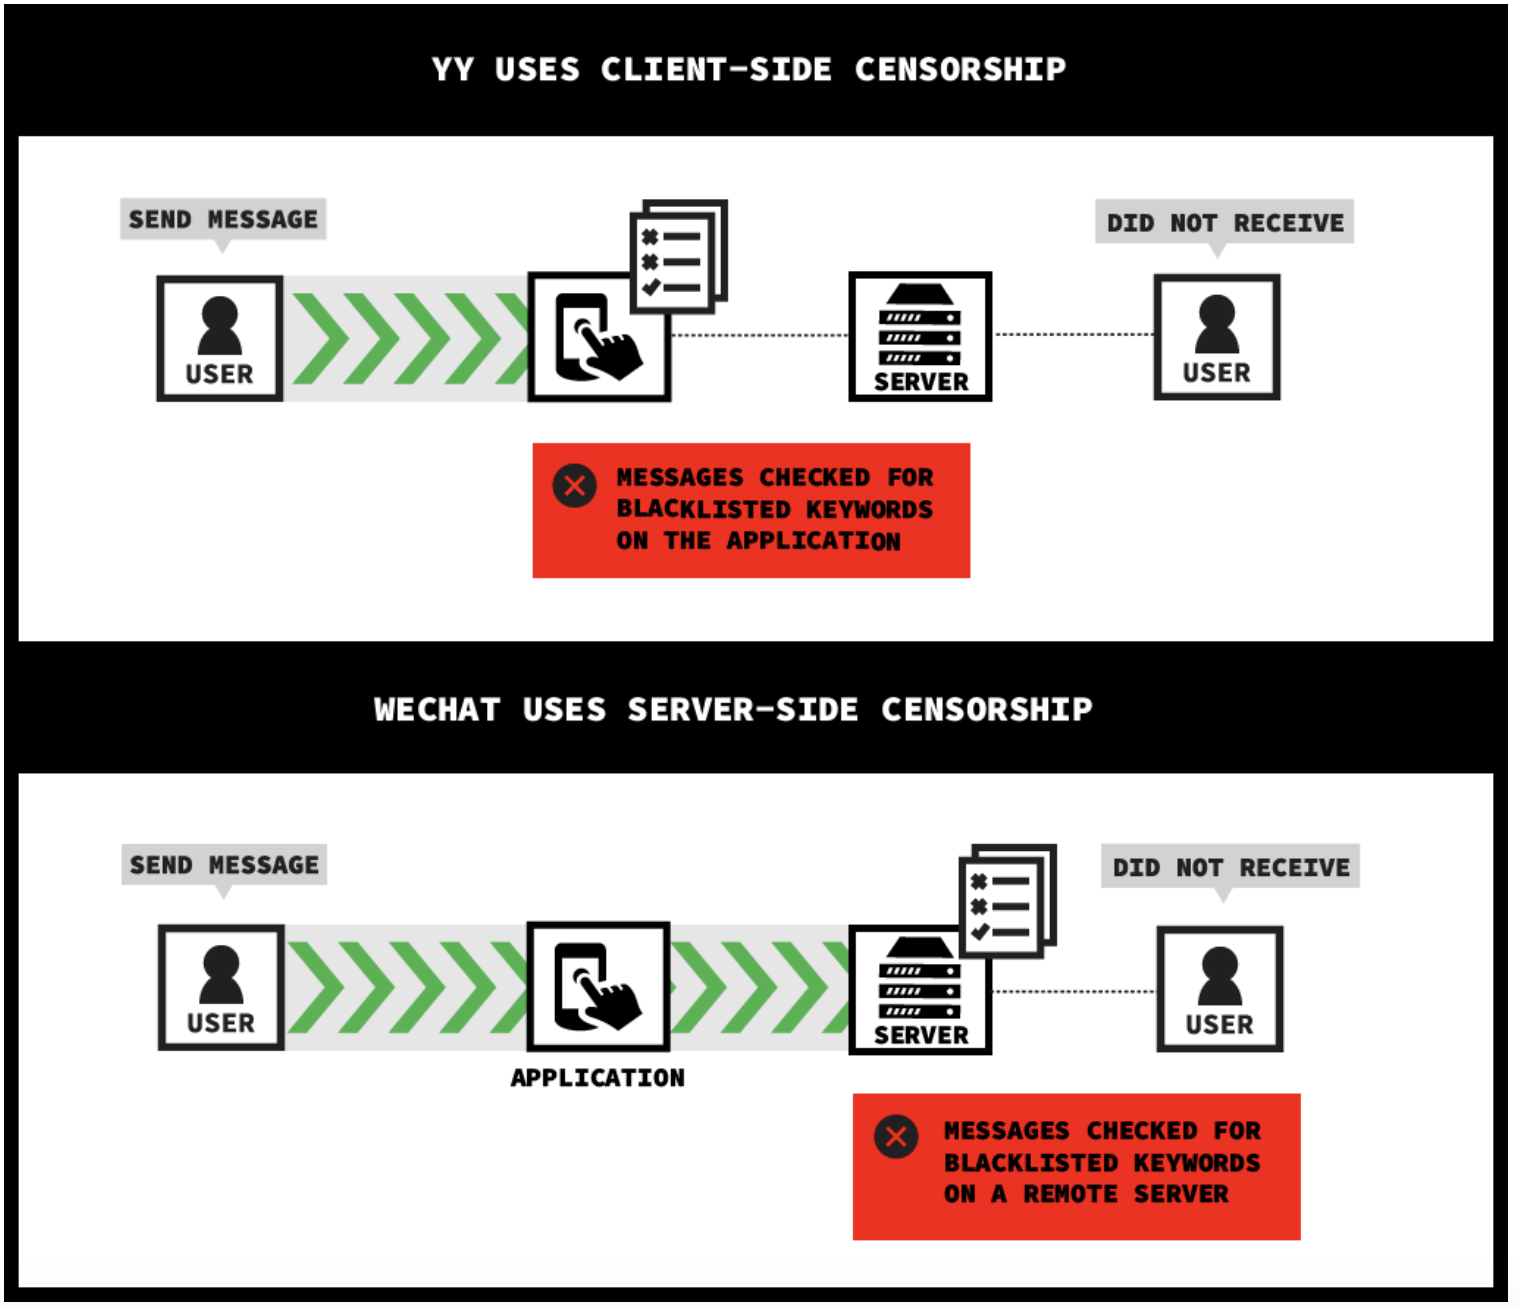 YY USES CLIENT-SIDE CENSORSHIP
SEND MESSAGE
DID NOT RECEIVE
USER
SERVER
USER
MESSAGES CHECKED FOR
BLACKLISTED KEYWORDS
ON THE APPLICATION
WECHAT USES SERVER-SIDE CENSORSHIP
SEND MESSAGE
DID NOT RECEIVE
USER
SERVER
USER
APPLICATION
MESSAGES CHECKED FOR
BLACKLISTED KEYWORDS
ON A REMOTE SERVER